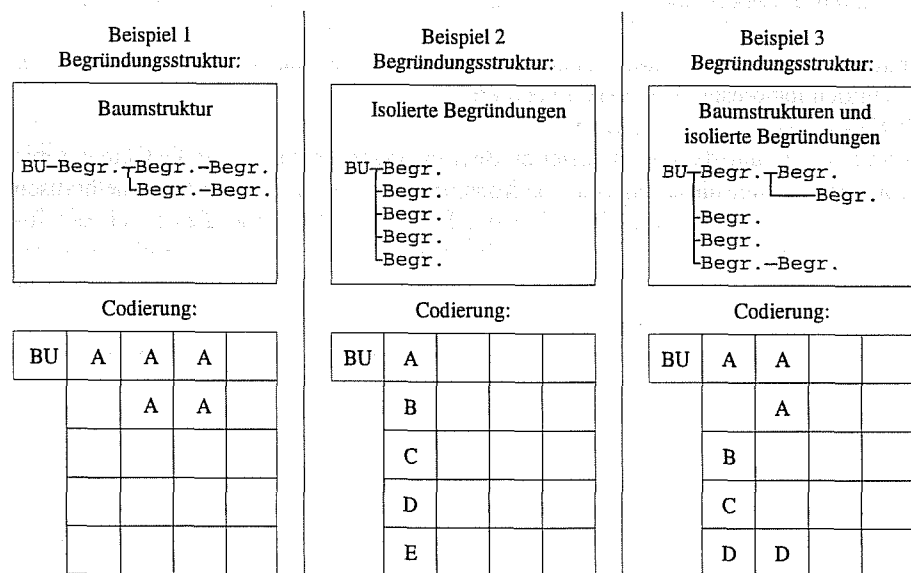 Beispiel 1
Begründungsstruktur:
Baumstruktur
BU-Begr. Begr.-Begr.
Begr.-Begr.
Codierung:
BU A A A
A A
Beispiel 2
Begründungsstruktur:
Isolierte Begründungen
BU Begr.
Begr.
Begr.
Begr.
Begr.
Codierung:
BU A
B
C
D
E
Beispiel 3
Begründungsstruktur:
Baumstrukturen und
isolierte Begründungen
BU Begr. Begr.
Begr.
Begr.
Begr.
Begr.-Begr.
Codierung:
BU A A
A
B
C
D D